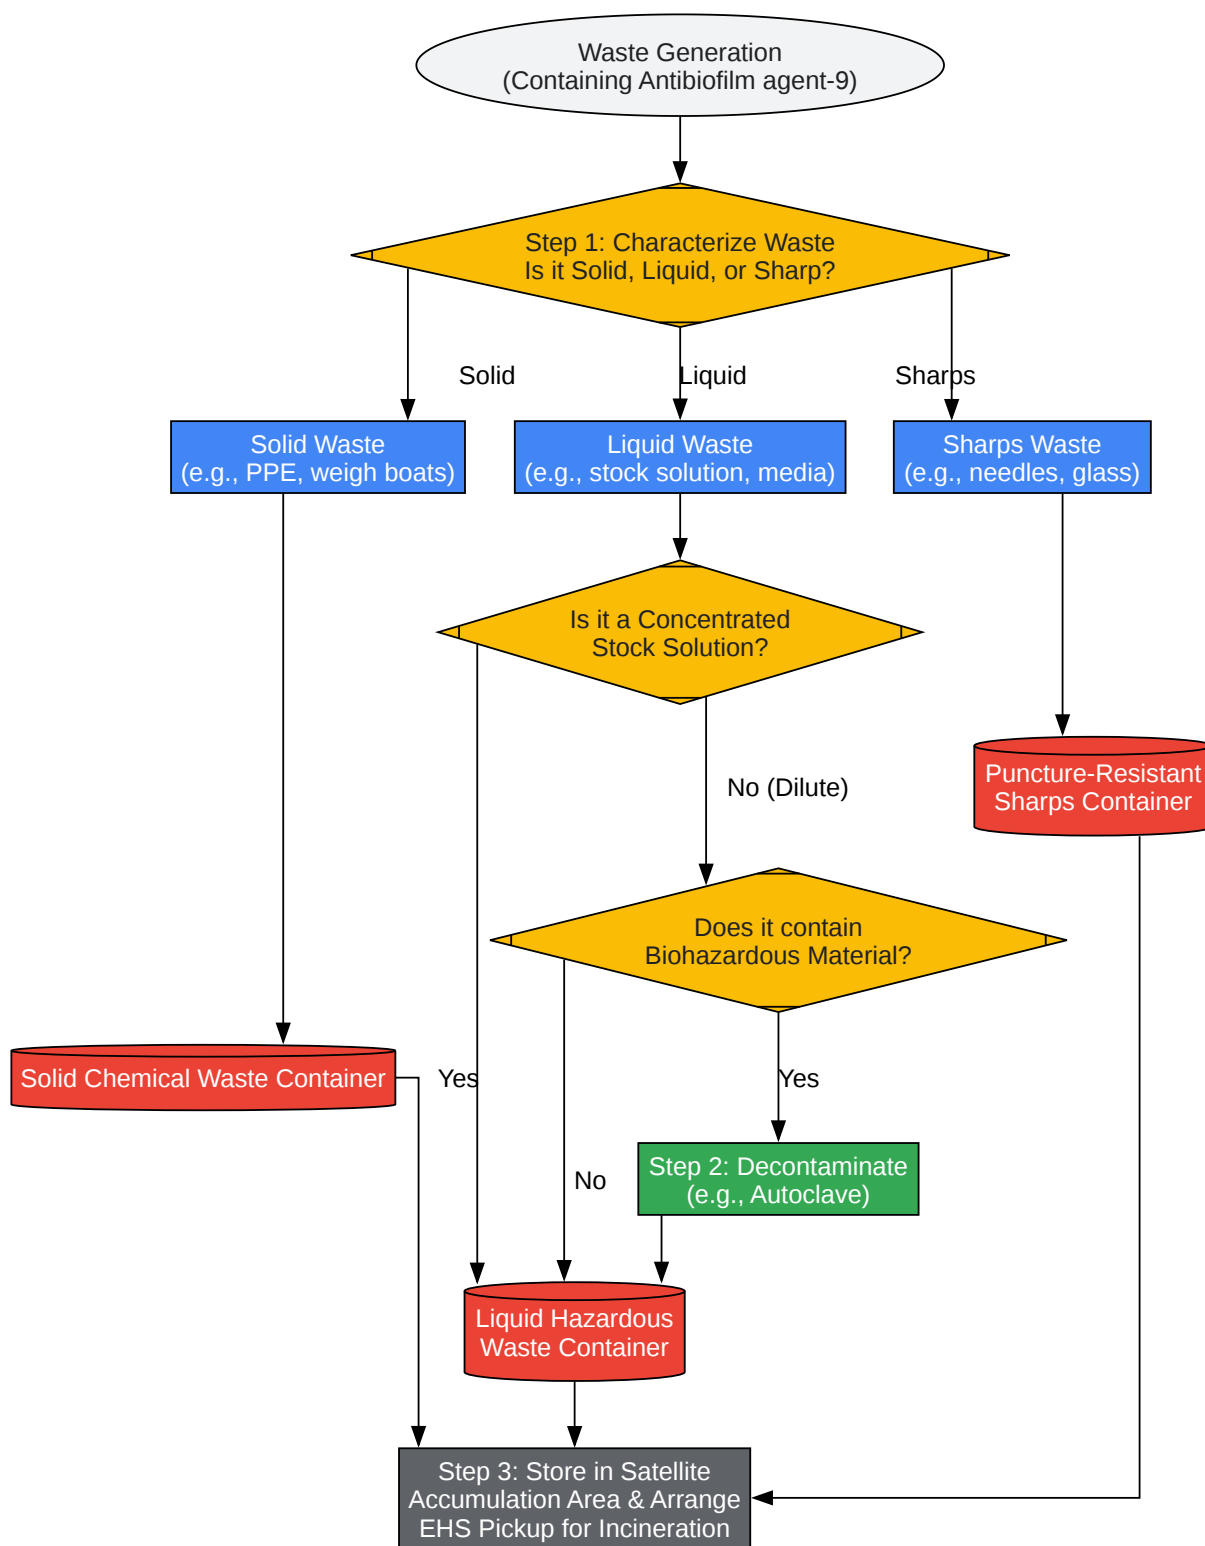 Waste Generation
(Containing Antibiofilm agent-9)
Step 1: Characterize Waste
Is it Solid, Liquid, or Sharp?
Solid
Liquid
Sharps
Solid Waste
(e.g., PPE, weigh boats)
Liquid Waste
(e.g., stock solution, media)
Sharps Waste
(e.g., needles, glass)
Is it a Concentrated
Stock Solution?
No (Dilute)
Puncture-Resistant
Sharps Container
Does it contain
Biohazardous Material?
Solid Chemical Waste Container
Yes
Yes
No
Step 2: Decontaminate
(e.g., Autoclave)
Liquid Hazardous
Waste Container
Step 3: Store in Satellite
Accumulation Area & Arrange
EHS Pickup for Incineration